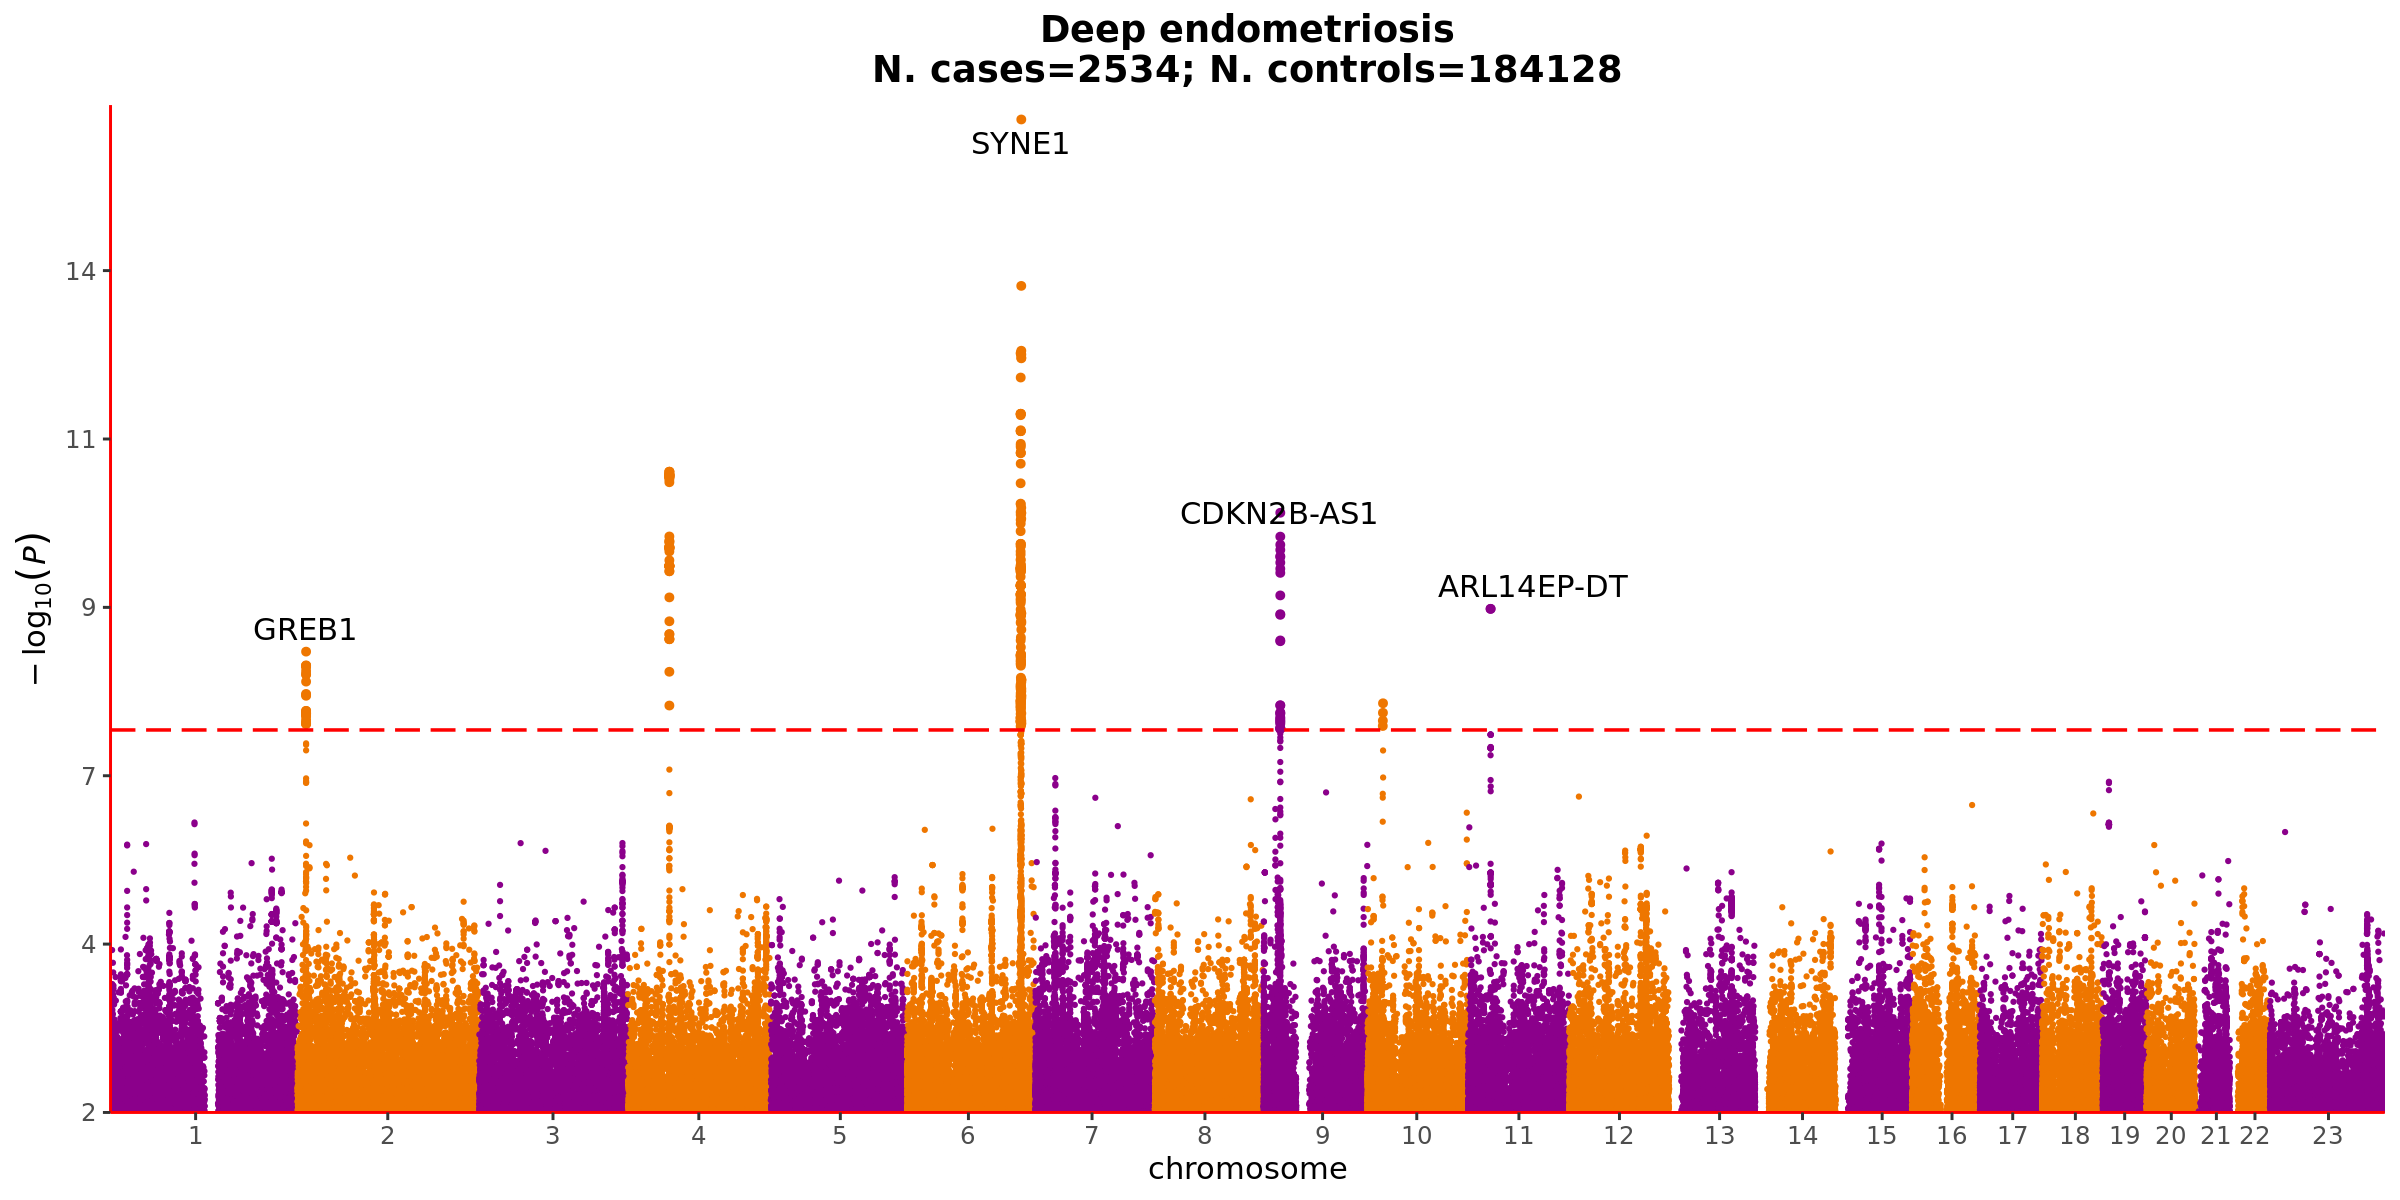 Deep endometriosis
N. cases=2534; N. controls=184128
SYNE1
14
11
CDKN2B-AS1
ARL14EP-DT
9
GREB1
−log10(P)
7
4
2
1 2 3 4 5 6 7 8 9 10 11 12 13 14 15 16 17 18 19 20 21 22 23
chromosome